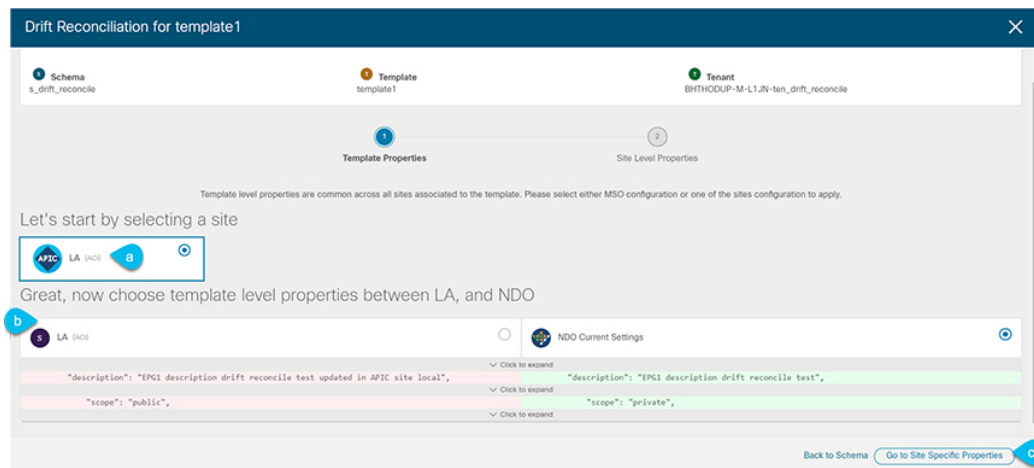 Drift Reconciliation for template1
S Schema
s_drift_reconcile
T Template
template1
T Tenant
BHTHODUP-M-L1JN-ten_drift_reconcile
1 2
Template Properties Site Level Properties
Template level properties are common across all sites associated to the template. Please select either MSO configuration or one of the sites configuration to apply.
Let's start by selecting a site
APIC LA (ACI) a
Great, now choose template level properties between LA, and NDO
b
S LA (ACI) NDO Current Settings
Click to expand
"description": "EPG1 description drift reconcile test updated in APIC site local", "description": "EPG1 description drift reconcile test",
Click to expand
"scope": "public", "scope": "private",
Click to expand
Back to Schema Go to Site Specific Properties